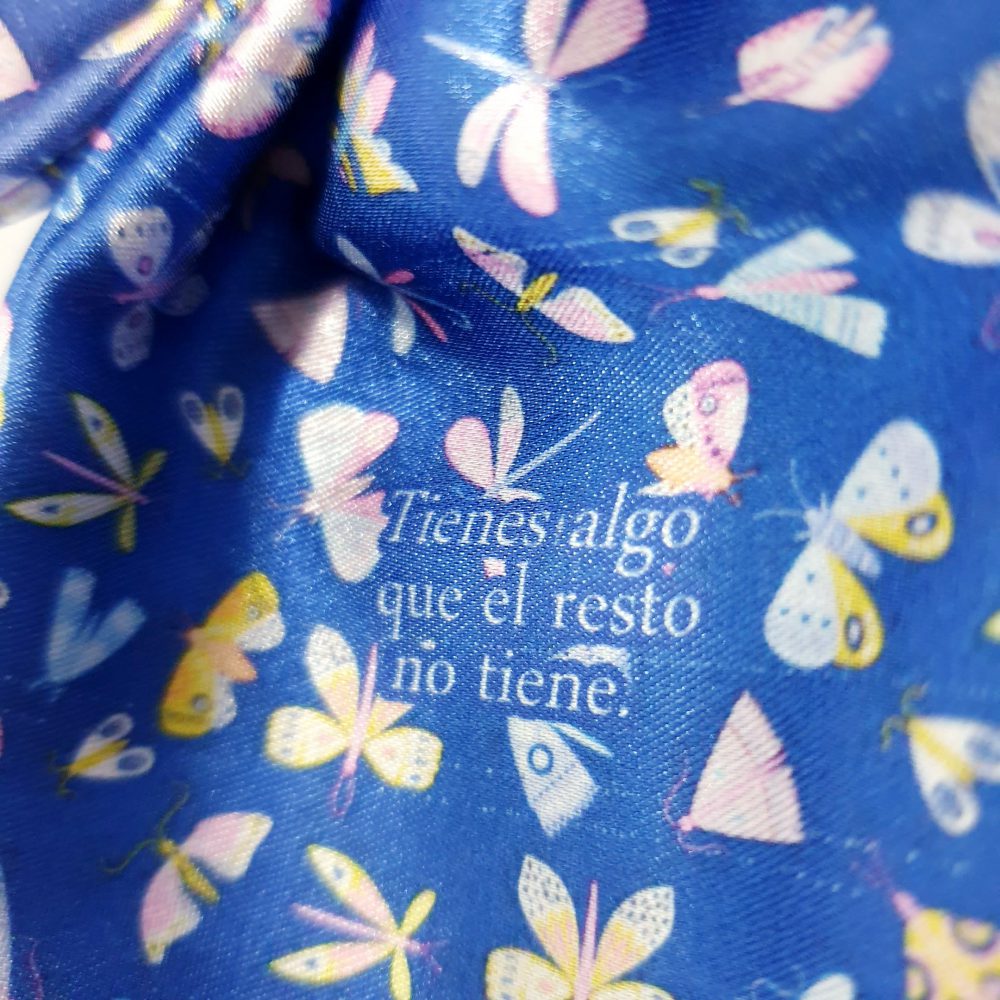 Tienes algo
que el resto
no tiene.